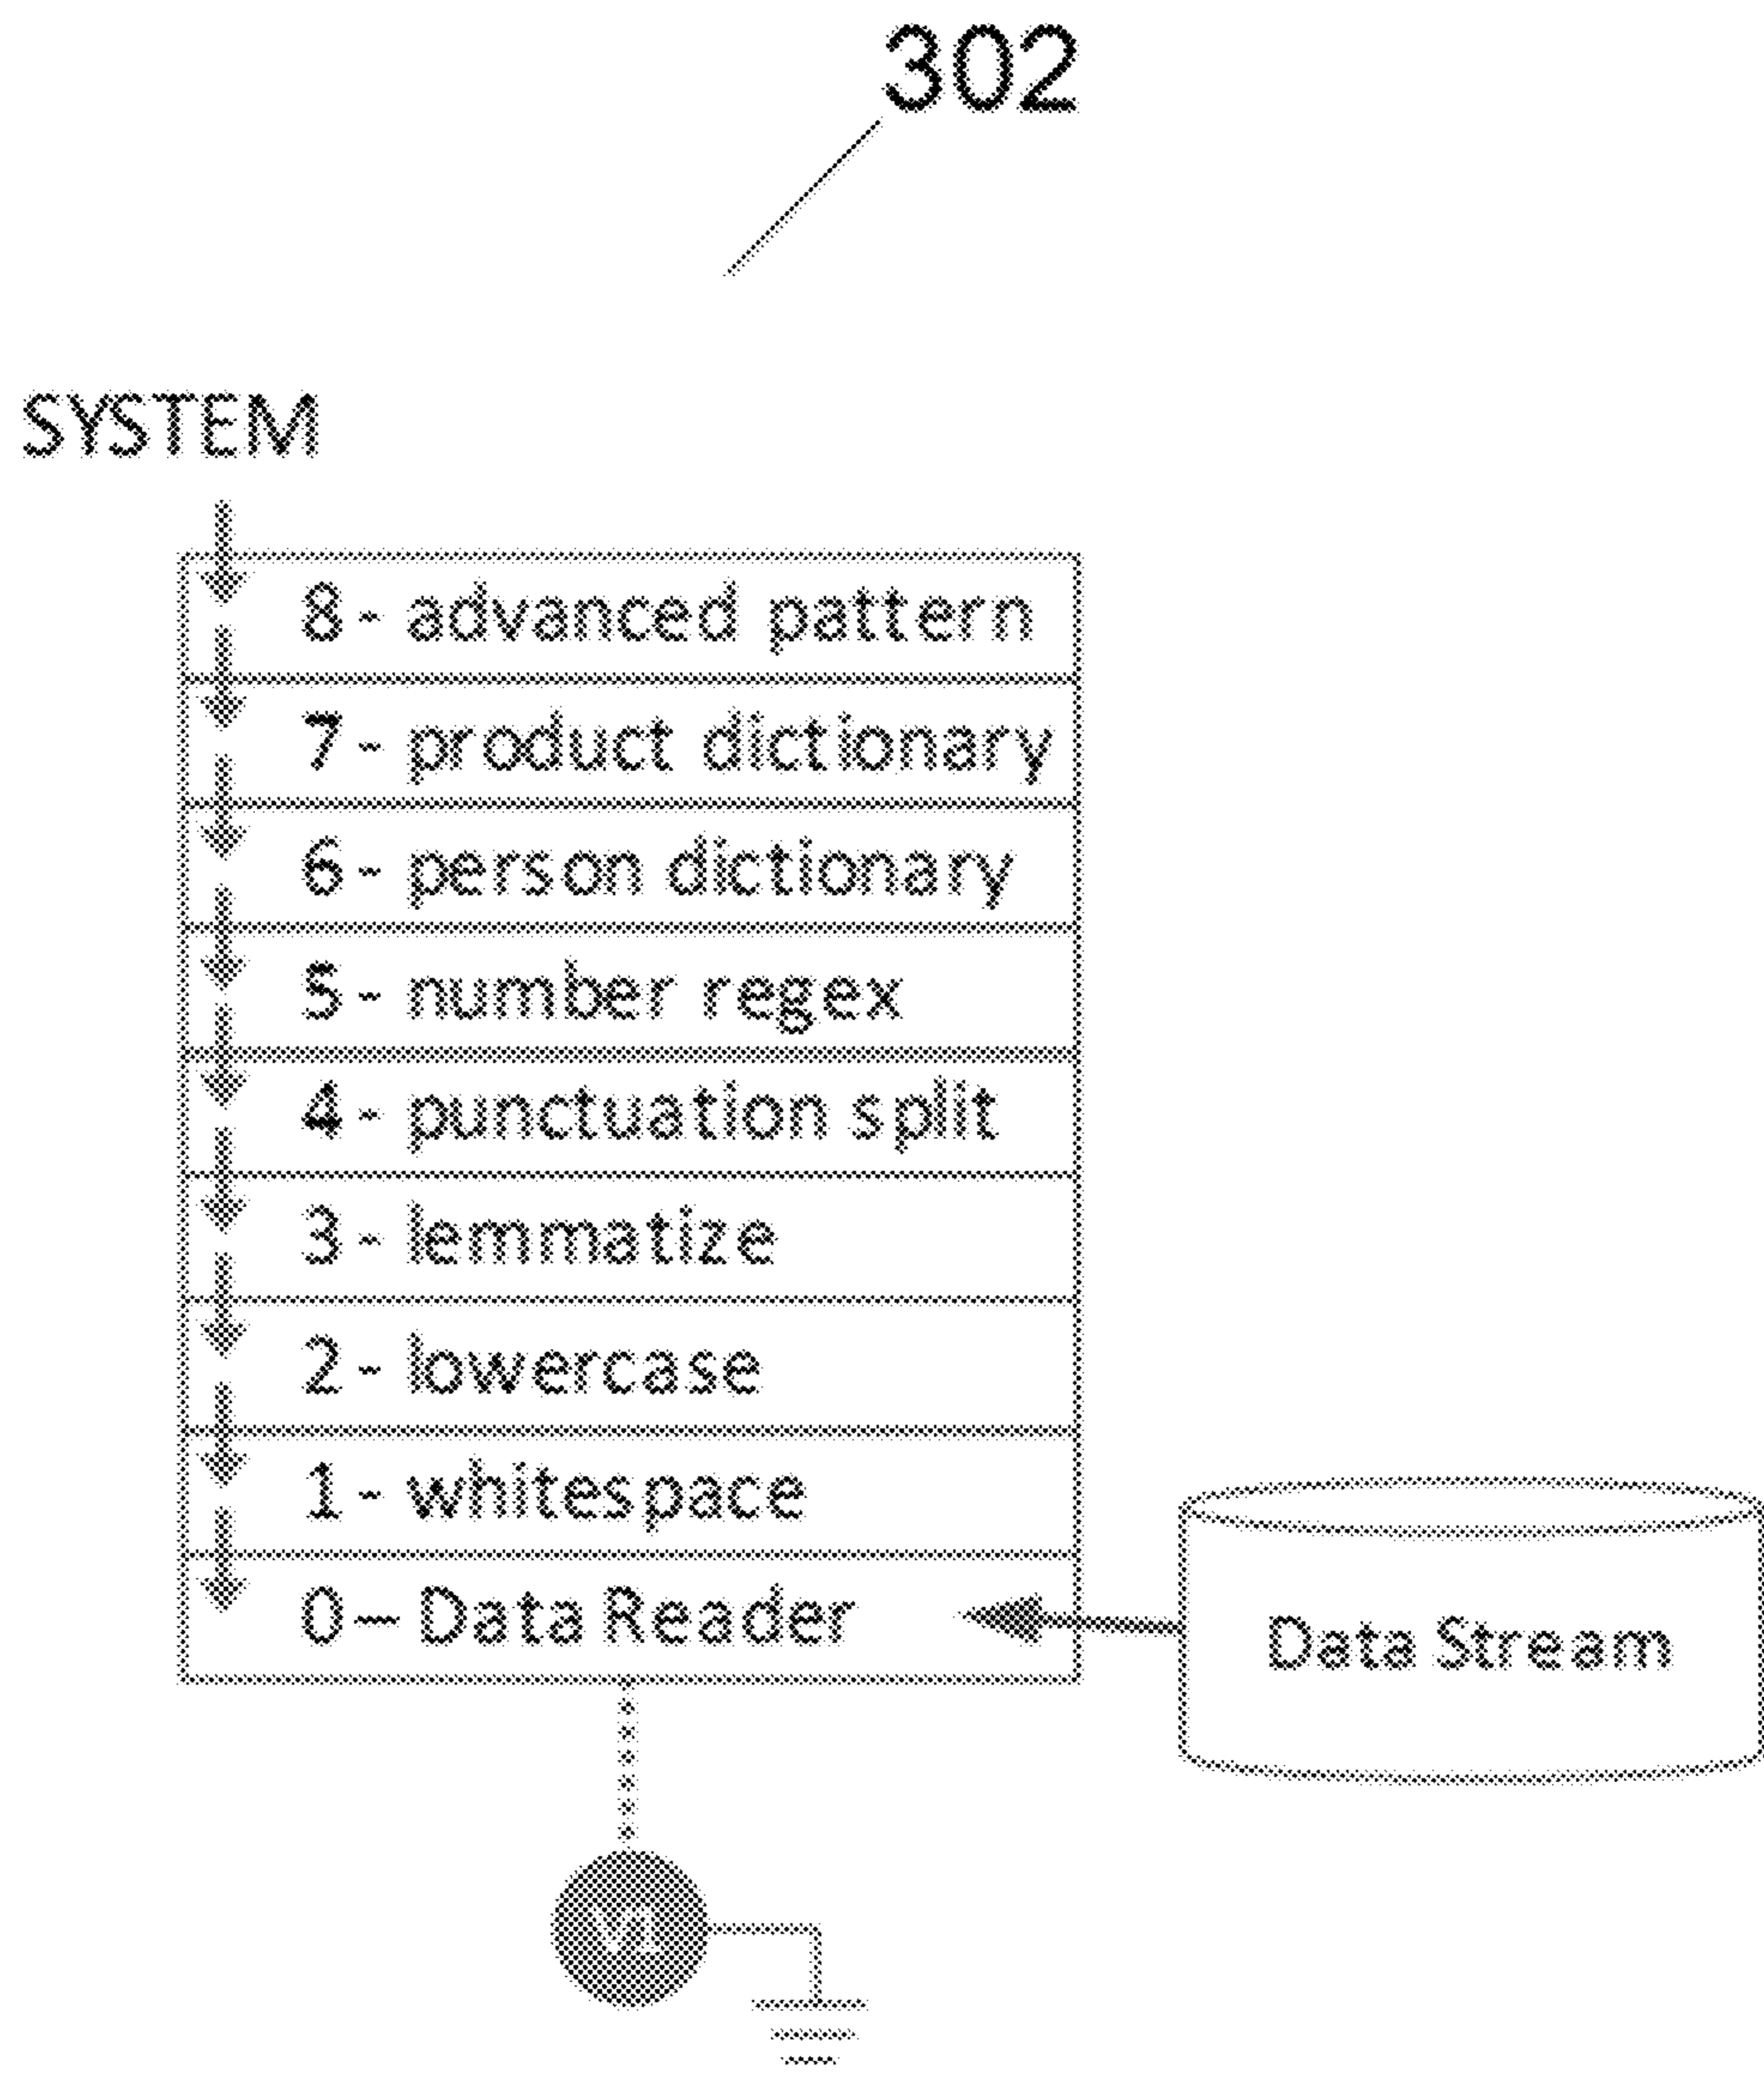 302
SYSTEM
8 - advanced pattern
7 - product dictionary
6 - person dictionary
5 - number regex
4 - punctuation split
3 - lemmatize
2 - lowercase
1 - whitespace
0 – Data Reader
Data Stream